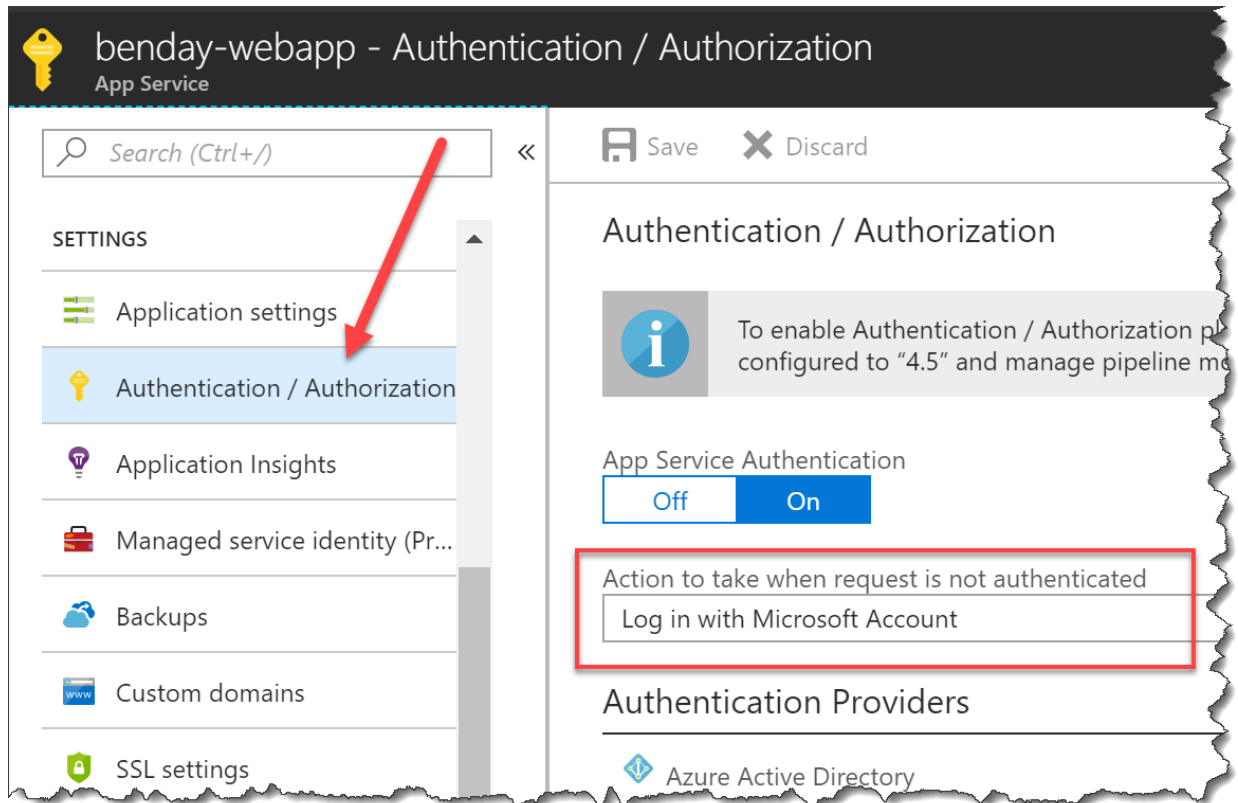 benday-webapp - Authentication / Authorization
App Service
Search (Ctrl+/)
«
Save
Discard
SETTINGS
Application settings
Authentication / Authorization
Application Insights
Managed service identity (Pr...
Backups
www
Custom domains
SSL settings
Authentication / Authorization
To enable Authentication / Authorization
configured to “4.5” and manage pipeline
App Service Authentication
Off
On
Action to take when request is not authenticated
Log in with Microsoft Account
Authentication Providers
Azure Active Directory